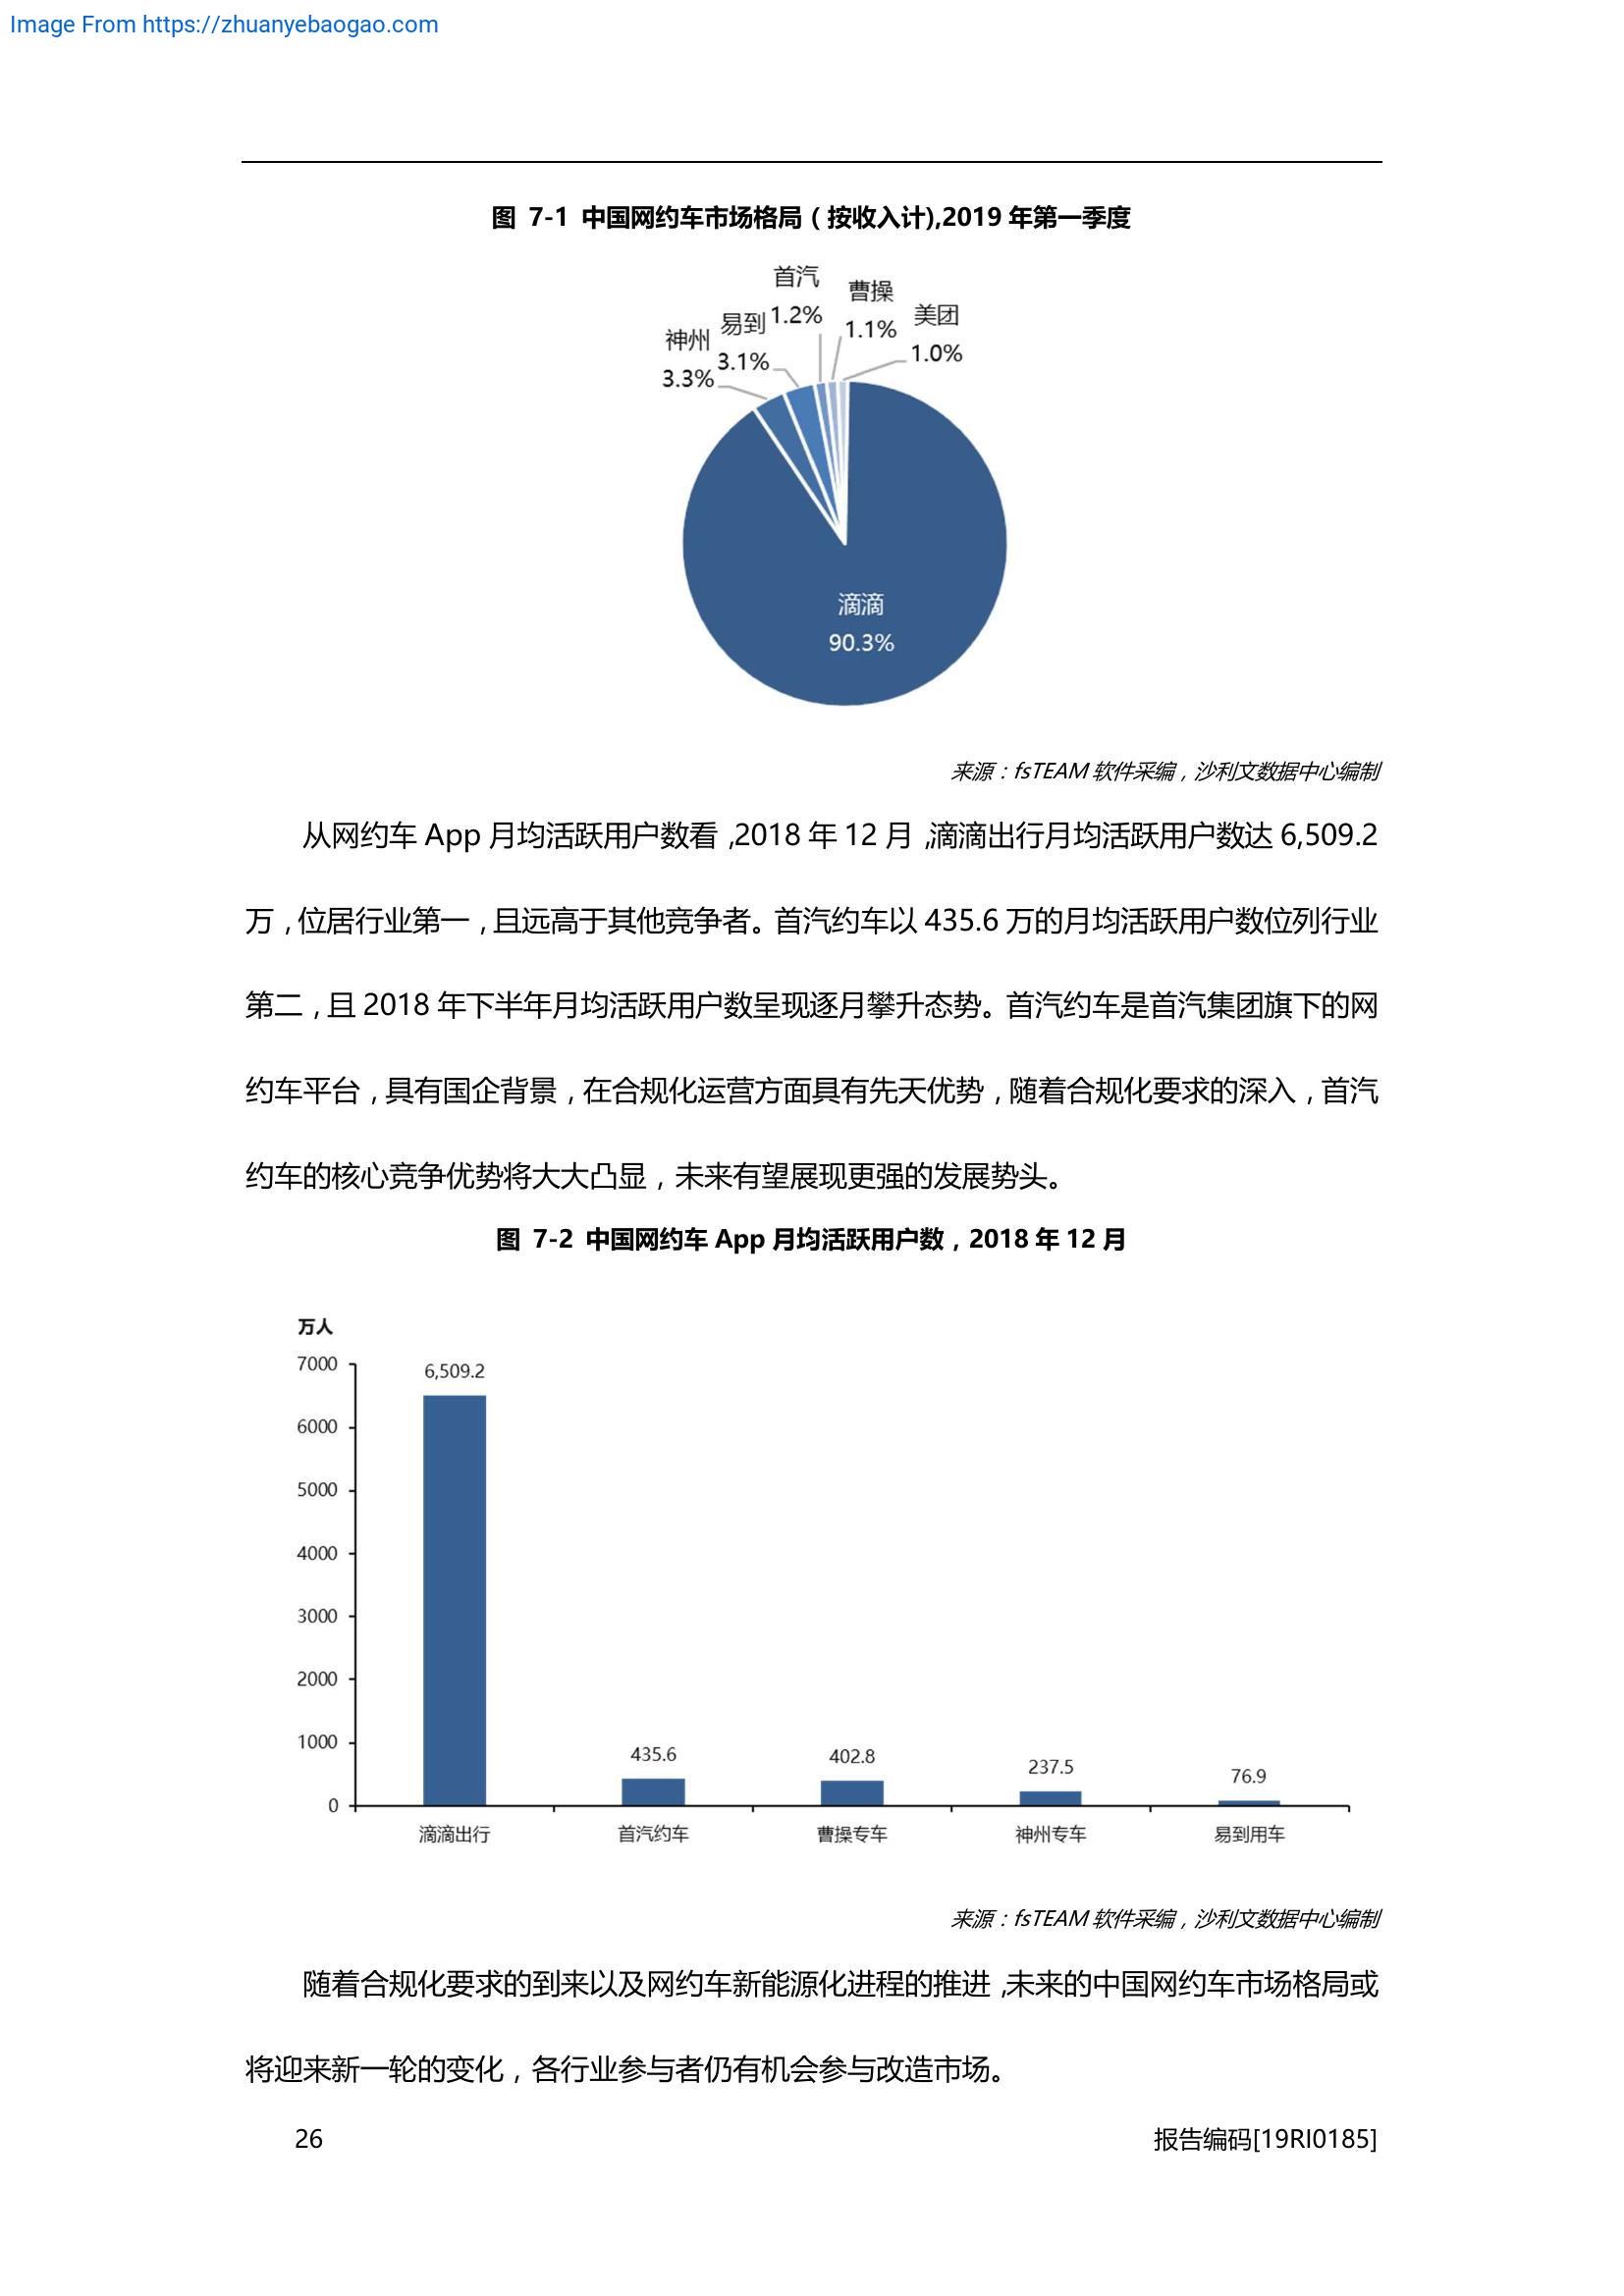 Image From https://zhuanyebaogao.com
图 7-1 中国网约车市场格局（按收入计),2019 年第一季度
首汽
1.2%
曹操
1.1%
美团
1.0%
易到
3.1%
神州
3.3%
滴滴
90.3%
来源：fsTEAM 软件采编，沙利文数据中心编制
从网约车 App 月均活跃用户数看，2018 年 12 月，滴滴出行月均活跃用户数达 6,509.2
万，位居行业第一，且远高于其他竞争者。首汽约车以 435.6 万的月均活跃用户数位列行业
第二，且 2018 年下半年月均活跃用户数呈现逐月攀升态势。首汽约车是首汽集团旗下的网
约车平台，具有国企背景，在合规化运营方面具有先天优势，随着合规化要求的深入，首汽
约车的核心竞争优势将大大凸显，未来有望展现更强的发展势头。
图 7-2 中国网约车 App 月均活跃用户数，2018 年 12 月
万人
7000
6000
5000
4000
3000
2000
1000
0
6,509.2
435.6
402.8
237.5
76.9
滴滴出行
首汽约车
曹操专车
神州专车
易到用车
来源：fsTEAM 软件采编，沙利文数据中心编制
随着合规化要求的到来以及网约车新能源化进程的推进，未来的中国网约车市场格局或
将迎来新一轮的变化，各行业参与者仍有机会参与改造市场。
26
报告编码[19RI0185]